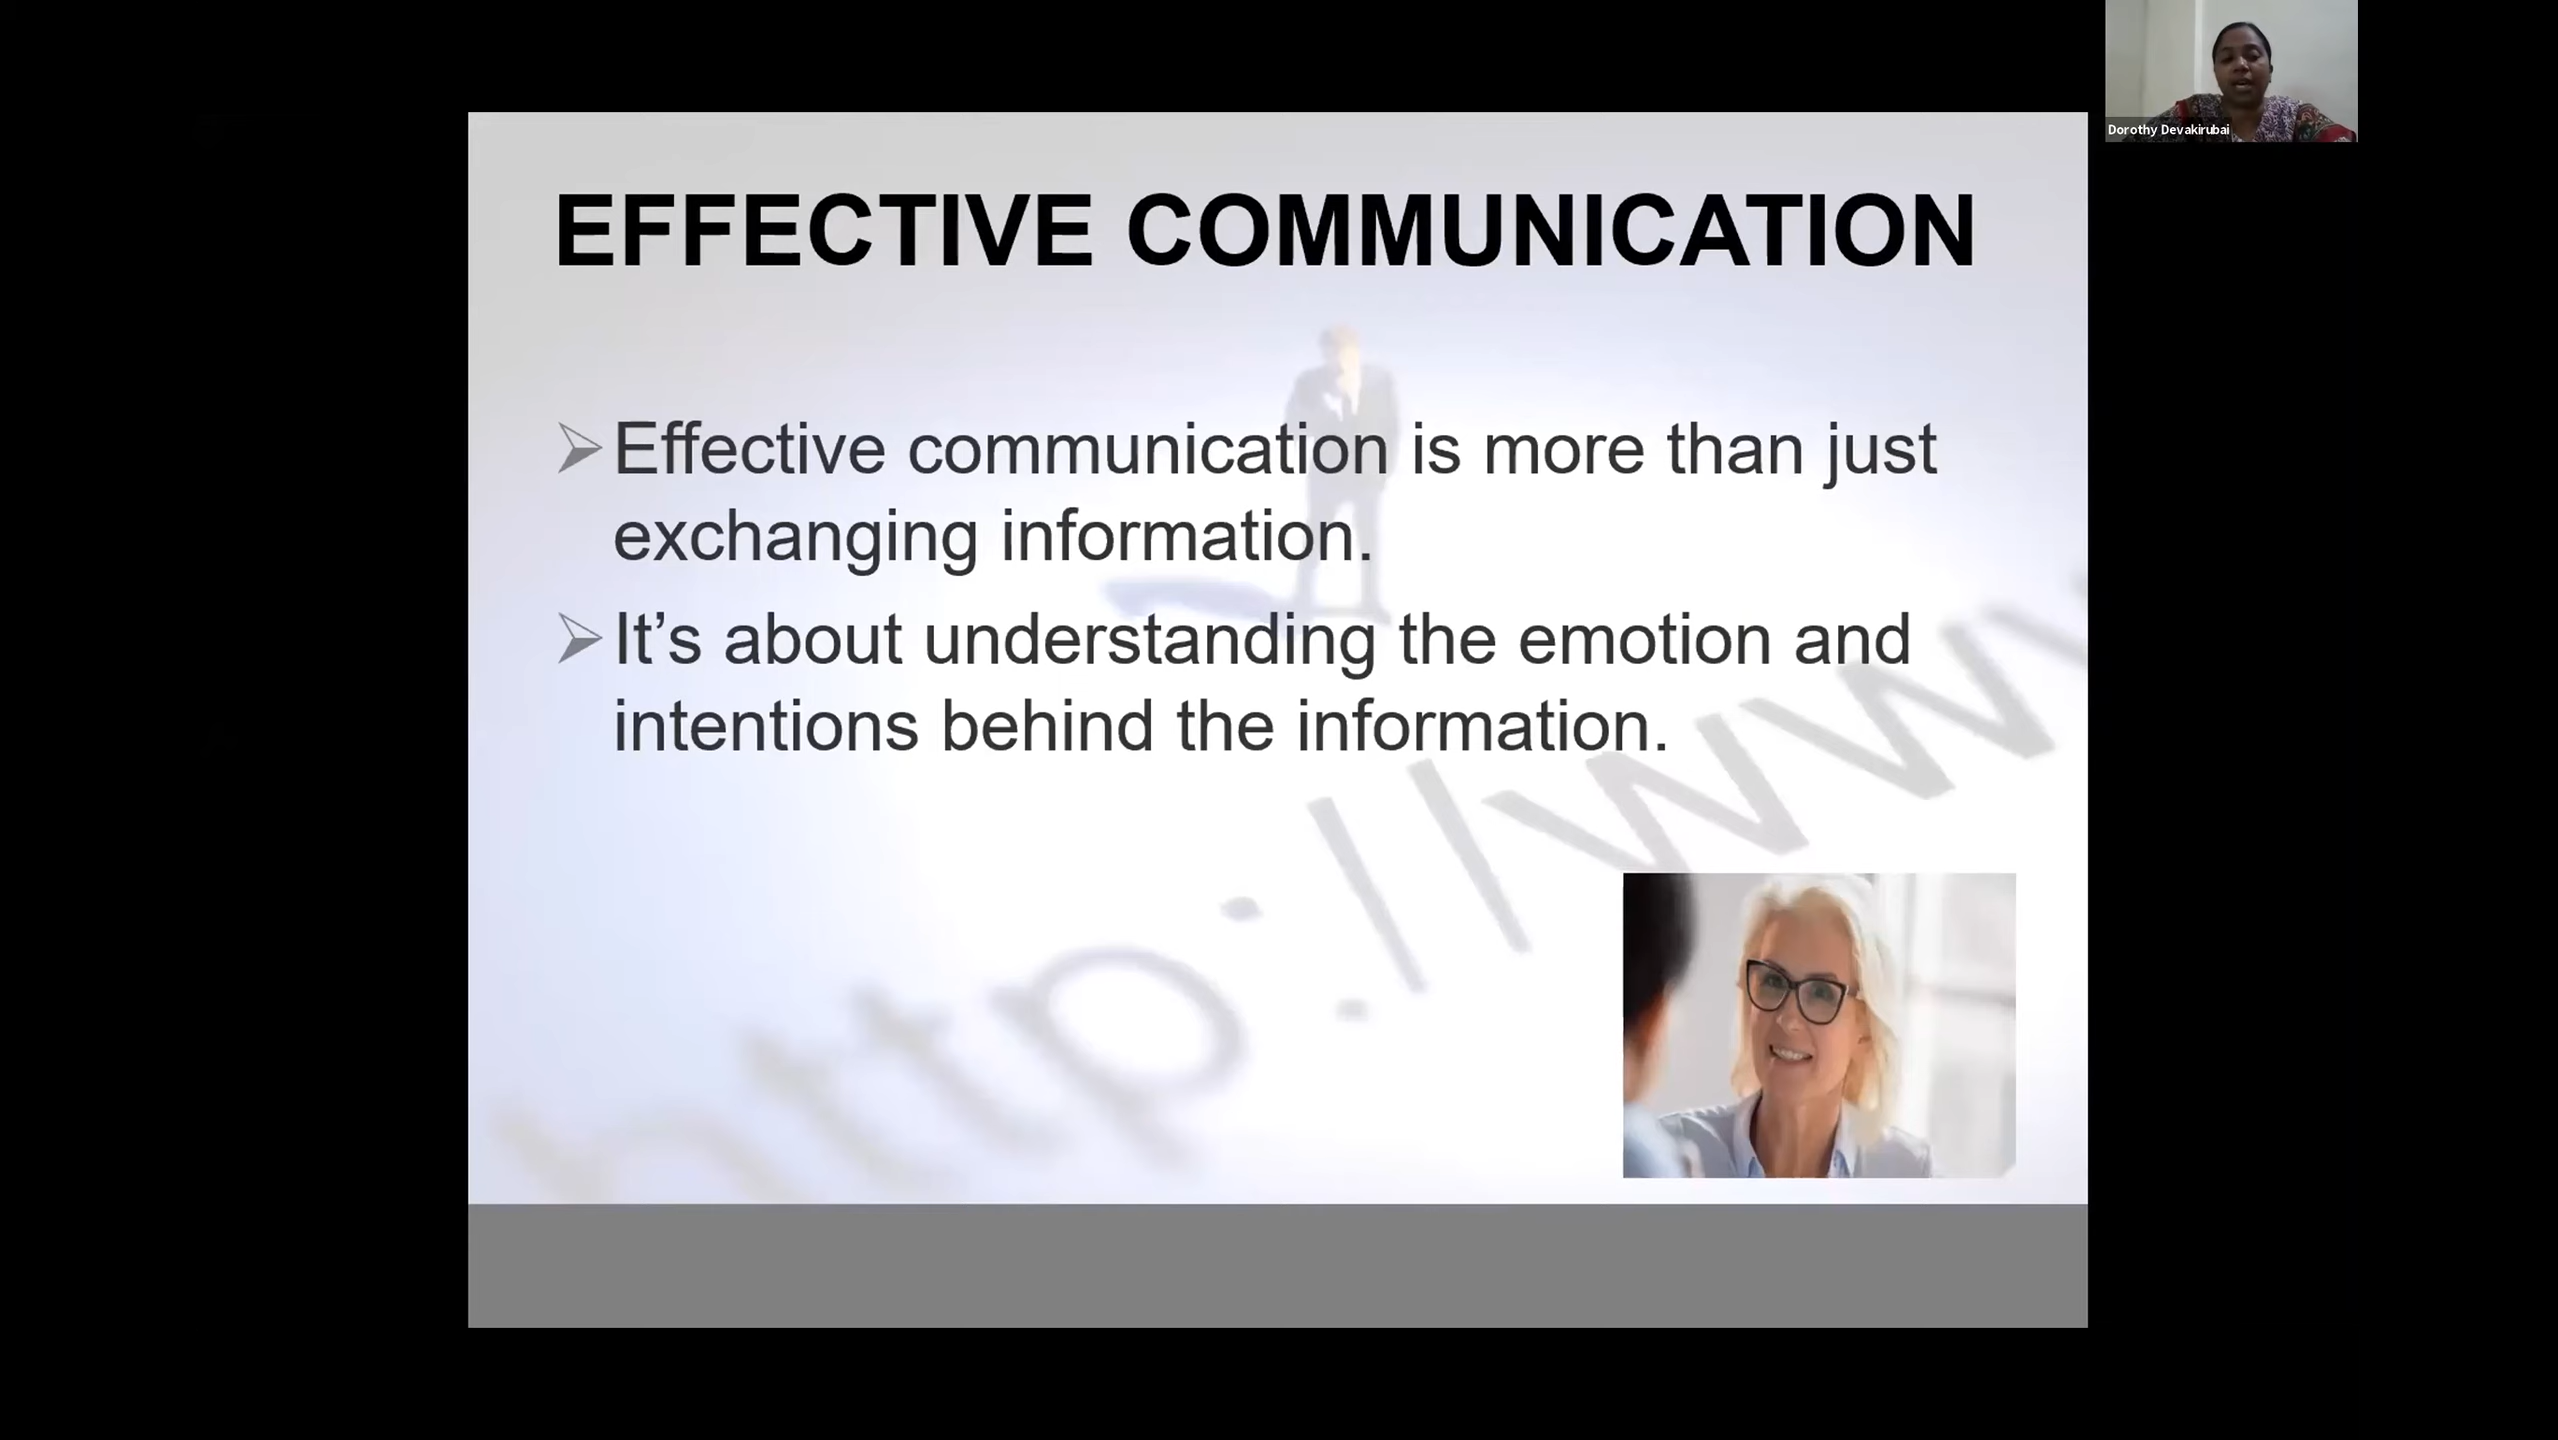 EFFECTIVE COMMUNICATION
Effective communication is more than just
exchanging information.
It’s about understanding the emotion and
intentions behind the information.
http://www
Dorothy Devakirubai